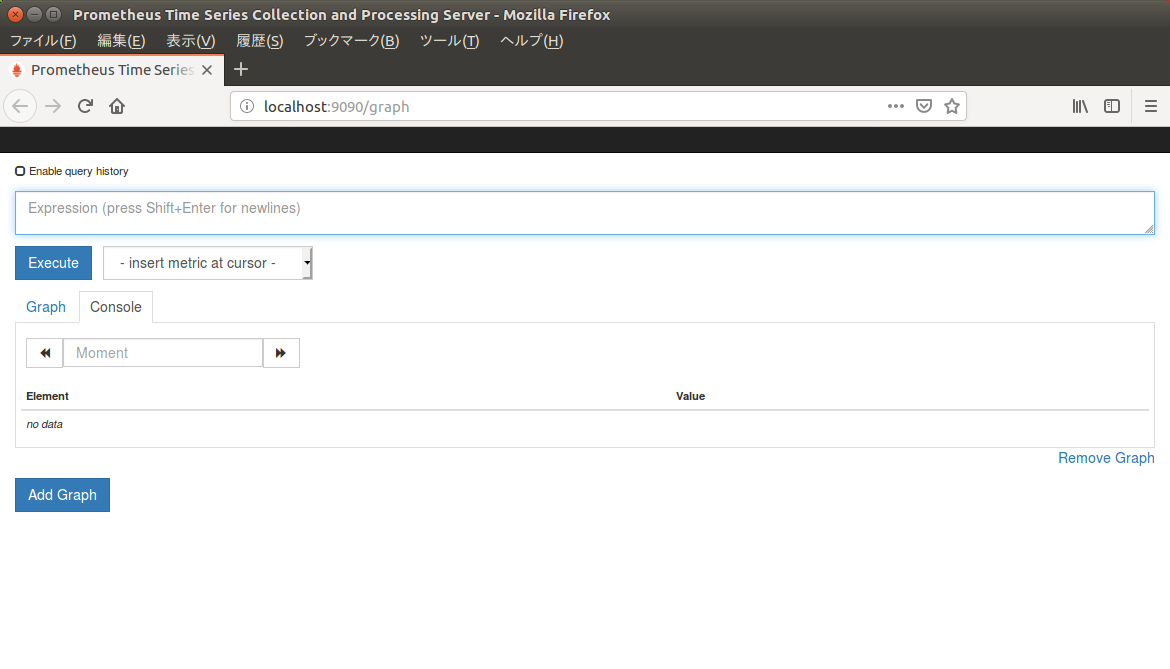 Prometheus Time Series Collection and Processing Server - Mozilla Firefox
ファイル(F) 編集(E) 表示(V) 履歴(S) ブックマーク(B) ツール(T) ヘルプ(H)
Prometheus Time Series
localhost:9090/graph
Enable query history
Expression (press Shift+Enter for newlines)
Execute - insert metric at cursor -
Graph Console
Moment
Element Value
no data
Remove Graph
Add Graph